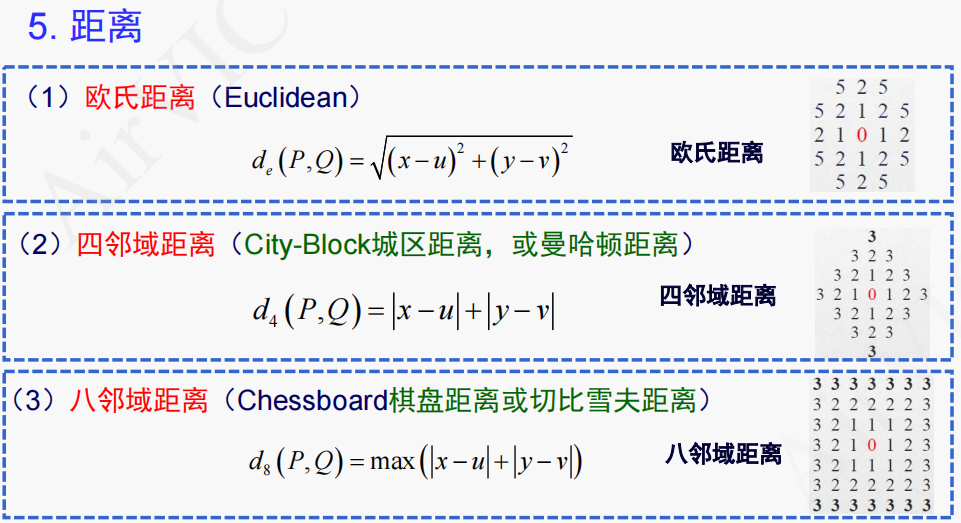 5. 距离
（1）欧氏距离（Euclidean）
d_e(P,Q)=√((x−u)²+(y−v)²)
欧氏距离
5 2 5
5 2 1 2 5
2 1 0 1 2
5 2 1 2 5
5 2 5
（2）四邻域距离（City-Block城区距离，或曼哈顿距离）
d₄(P,Q)=|x−u|+|y−v|
四邻域距离
3
3 2 3
3 2 1 2 3
3 2 1 0 1 2 3
3 2 1 2 3
3 2 3
3
（3）八邻域距离（Chessboard棋盘距离或切比雪夫距离）
d₈(P,Q)=max(|x−u|+|y−v|)
八邻域距离
3 3 3 3 3 3 3
3 2 2 2 2 2 3
3 2 1 1 1 2 3
3 2 1 0 1 2 3
3 2 1 1 1 2 3
3 2 2 2 2 2 3
3 3 3 3 3 3 3
Air VIC